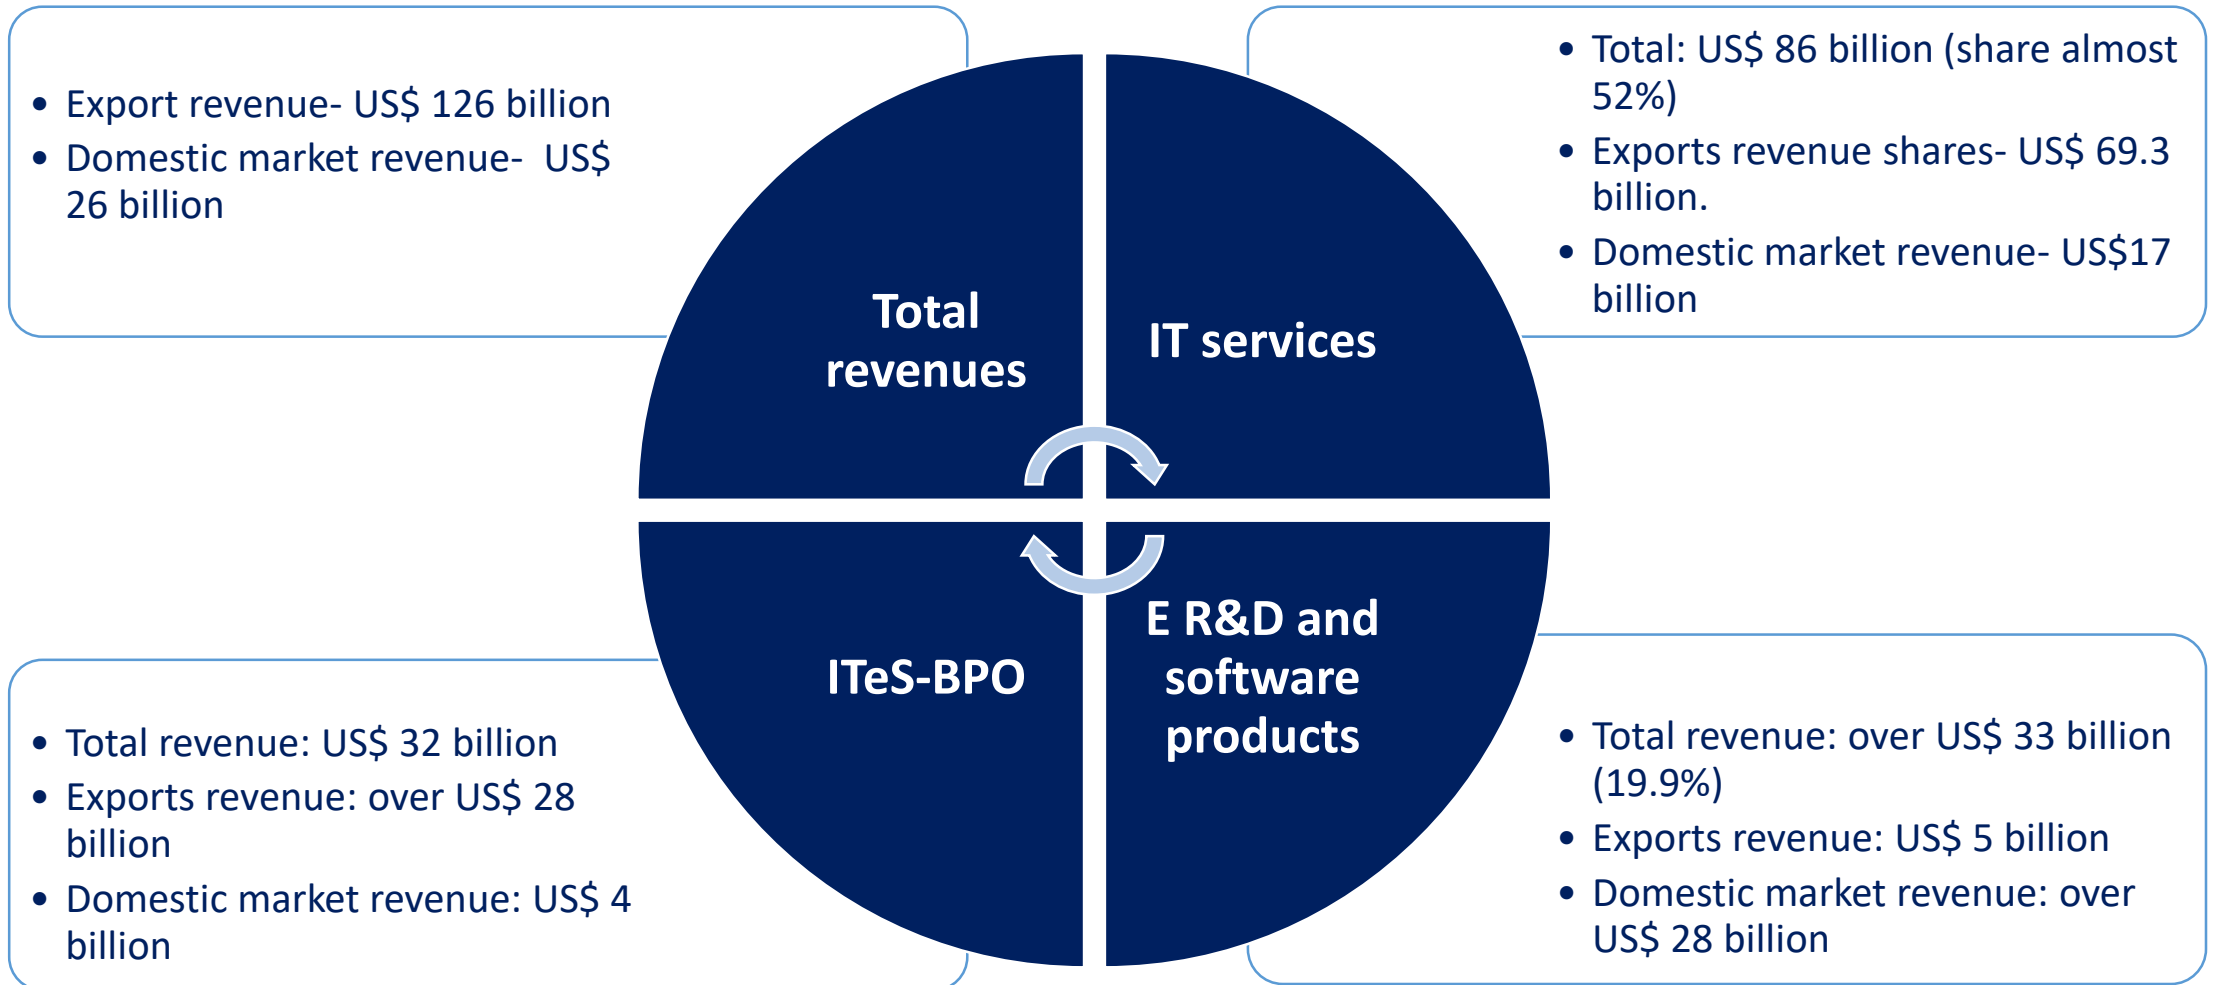 • Export revenue- US$ 126 billion
• Domestic market revenue-  US$
26 billion
• Total: US$ 86 billion (share almost
52%)
• Exports revenue shares- US$ 69.3
billion.
• Domestic market revenue- US$17
billion
Total
revenues
IT services
ITeS-BPO
E R&D and
software
products
• Total revenue: US$ 32 billion
• Exports revenue: over US$ 28
billion
• Domestic market revenue: US$ 4
billion
• Total revenue: over US$ 33 billion
(19.9%)
• Exports revenue: US$ 5 billion
• Domestic market revenue: over
US$ 28 billion